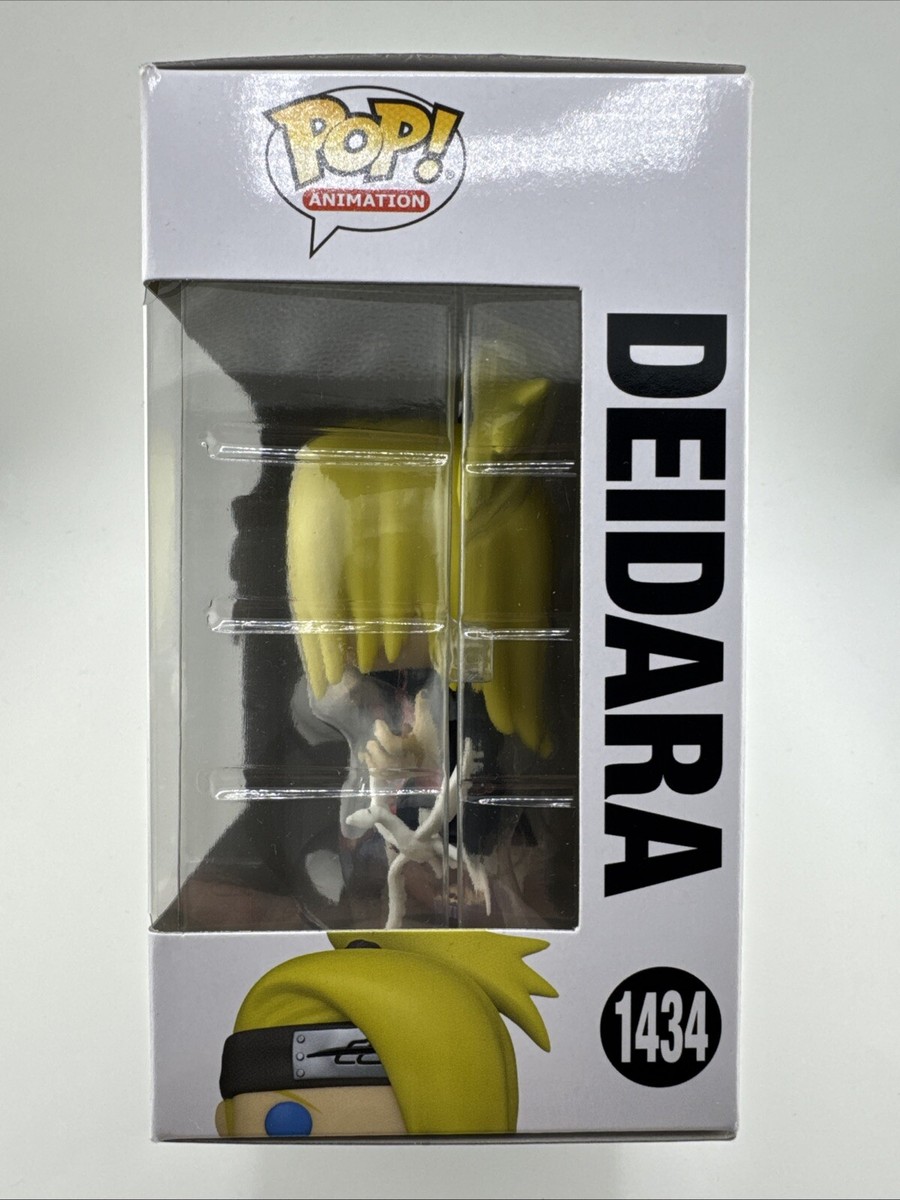 POP!
ANIMATION
DEIDARA
1434